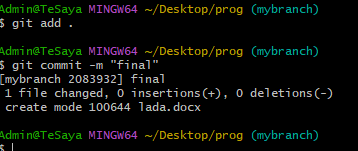 Admin@TeSaya MINGW64 ~/Desktop/prog (mybranch)
$ git add .
Admin@TeSaya MINGW64 ~/Desktop/prog (mybranch)
$ git commit -m "final"
[mybranch 2083932] final
1 file changed, 0 insertions(+), 0 deletions(-)
create mode 100644 lada.docx
Admin@TeSaya MINGW64 ~/Desktop/prog (mybranch)
$